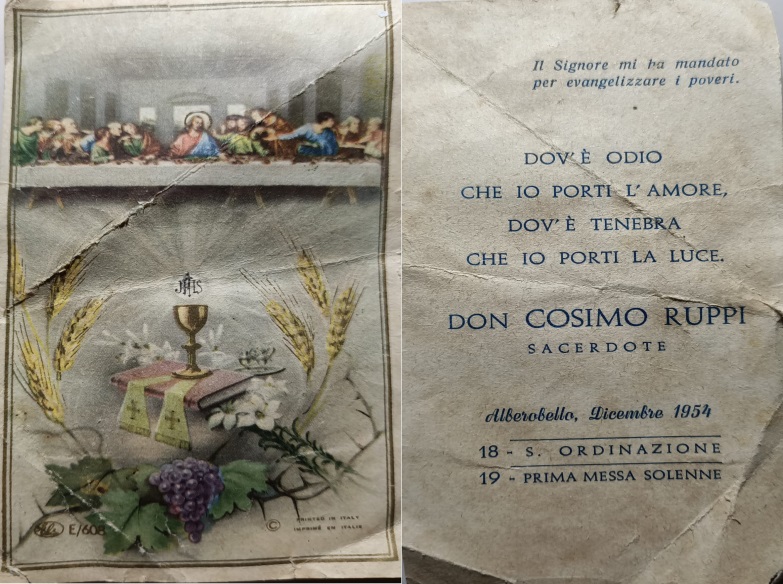 JHS
E/608
©
PRINTED IN ITALY
IMPRIMÉ EN ITALIE
Il Signore mi ha mandato
per evangelizzare i poveri.
DOV'È ODIO
CHE IO PORTI L'AMORE,
DOV'È TENEBRA
CHE IO PORTI LA LUCE.
DON COSIMO RUPPI
SACERDOTE
Alberobello, Dicembre 1954
18 - S. ORDINAZIONE
19 - PRIMA MESSA SOLENNE